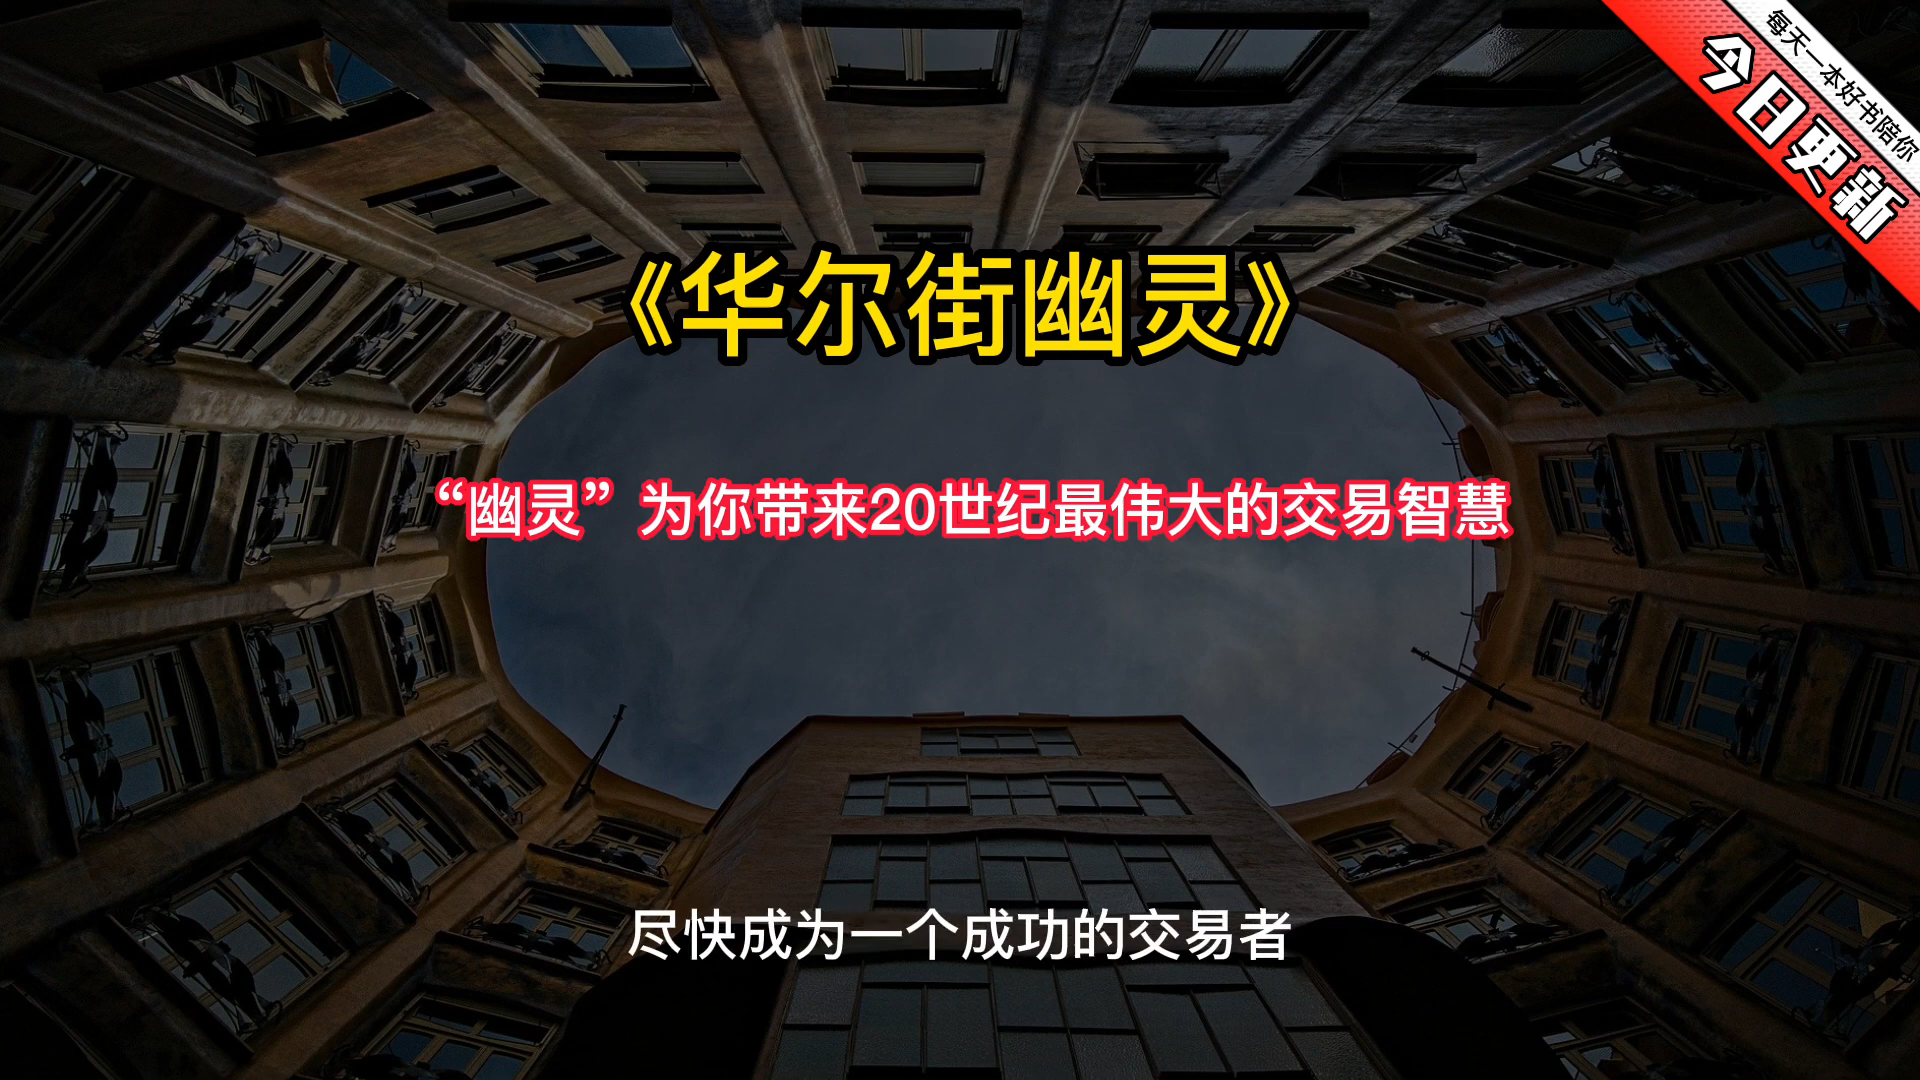 每天一本好书陪你
今日更新
《华尔街幽灵》
“幽灵”为你带来20世纪最伟大的交易智慧
尽快成为一个成功的交易者